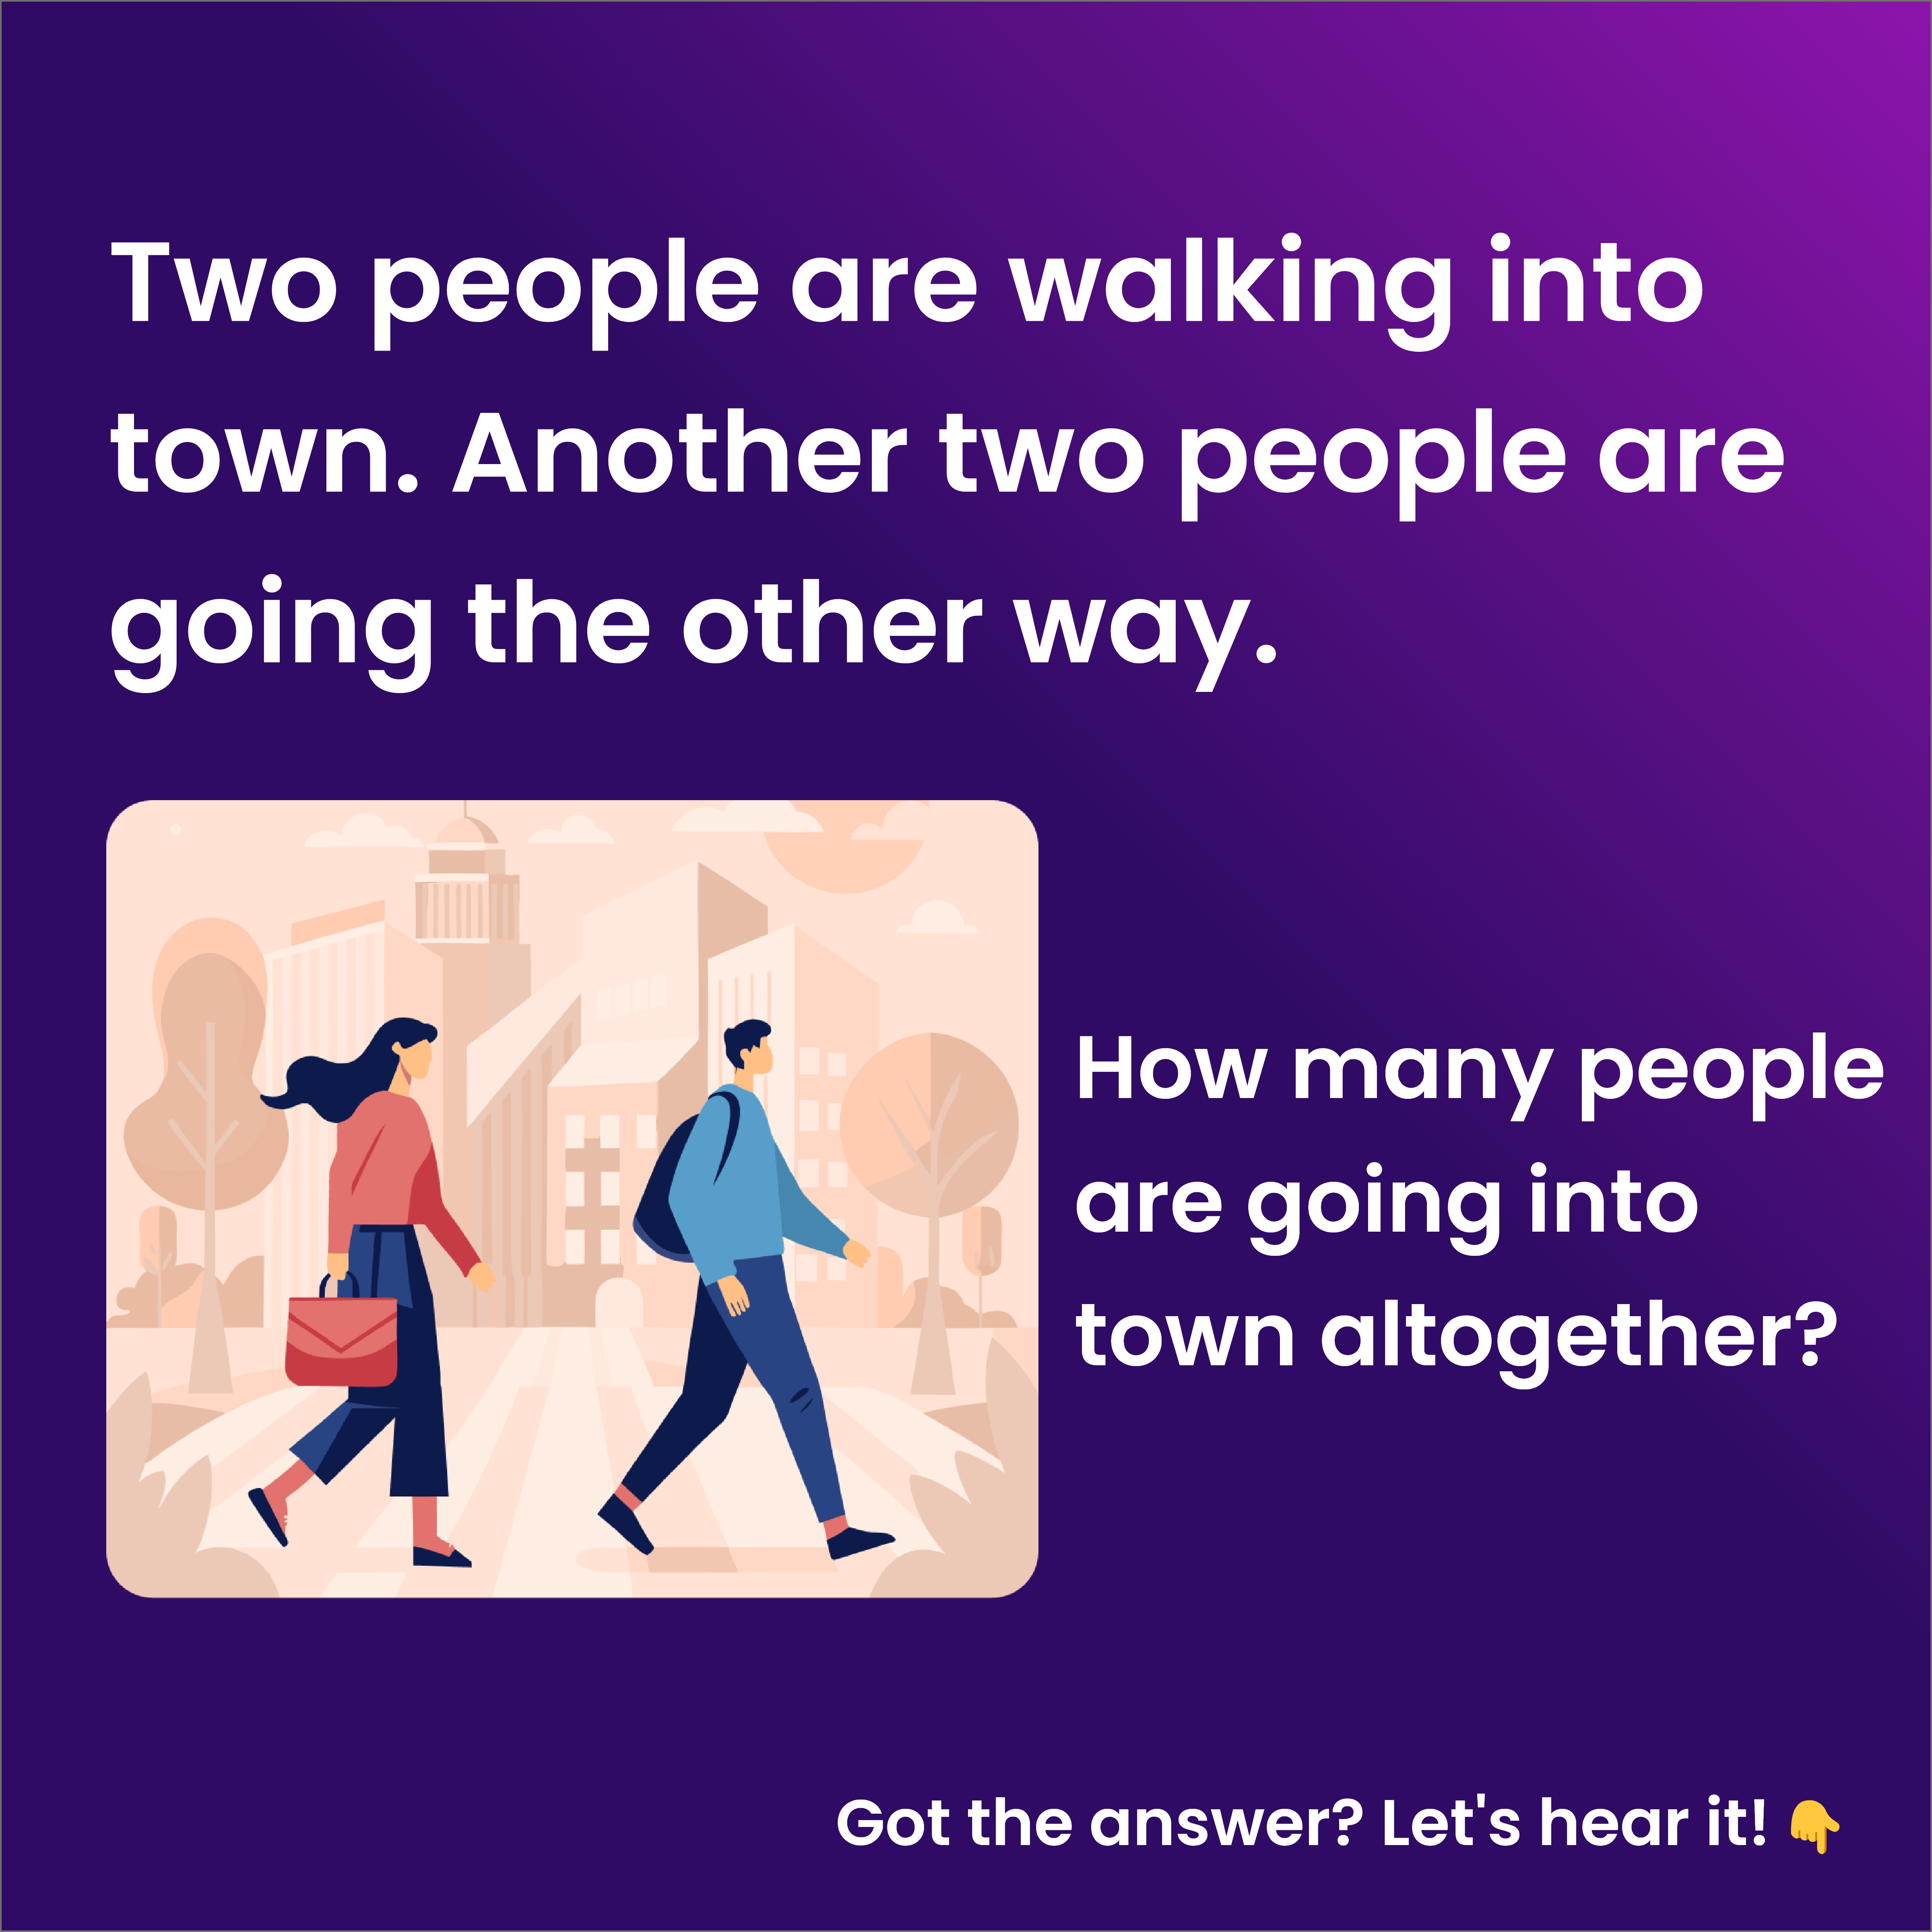 Two people are walking into
town. Another two people are
going the other way.
How many people
are going into
town altogether?
Got the answer? Let's hear it! 👇